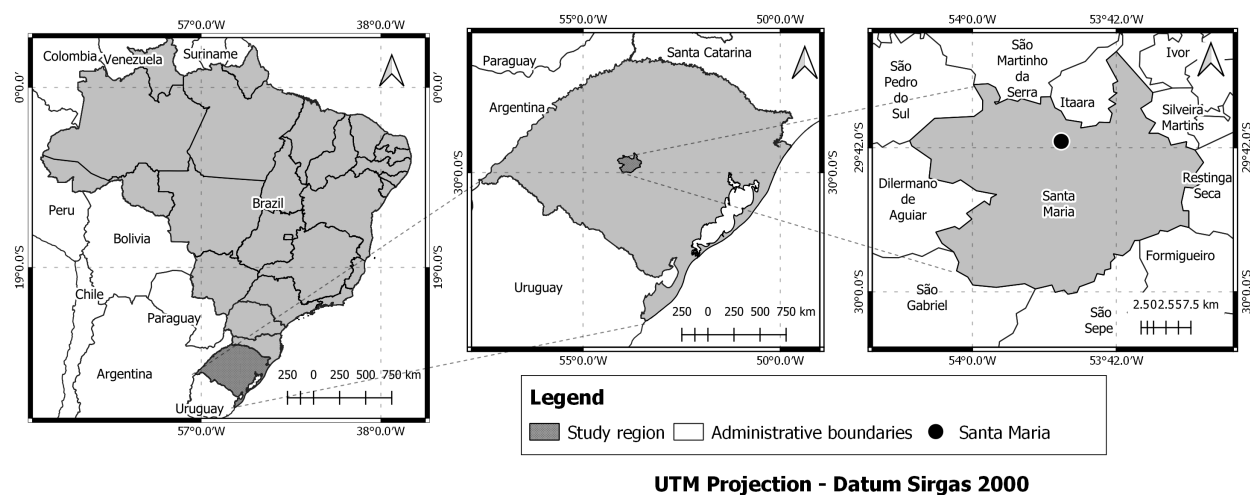 57°0.0'W 38°0.0'W
Colombia Venezuela Suriname
0°0.0'
Brazil
Peru
Bolivia
19°0.0'S 19°0.0'S
Chile
Paraguay
Argentina
250 0 250 500 750 km
Uruguay
57°0.0'W 38°0.0'W
55°0.0'W 50°0.0'W
Santa Catarina
Paraguay
Argentina
30°0.0'S 30°0.0'S
Uruguay
250 0 250 500 750 km
55°0.0'W 50°0.0'W
54°0.0'W 53°42.0'W
São
Martinho
da
Serra
Ivor
São
Pedro
do
Sul
Itaara
Silveira
Martins
29°42.0'S 29°42.0'S
Restinga
Seca
Dilermano
de
Aguiar
Santa
Maria
Formigueiro
São
Gabriel
30°0.0'S 30°0.0'S
São
Sepe
2.502.557.5 km
54°0.0'W 53°42.0'W
Legend
Study region Administrative boundaries Santa Maria
UTM Projection - Datum Sirgas 2000